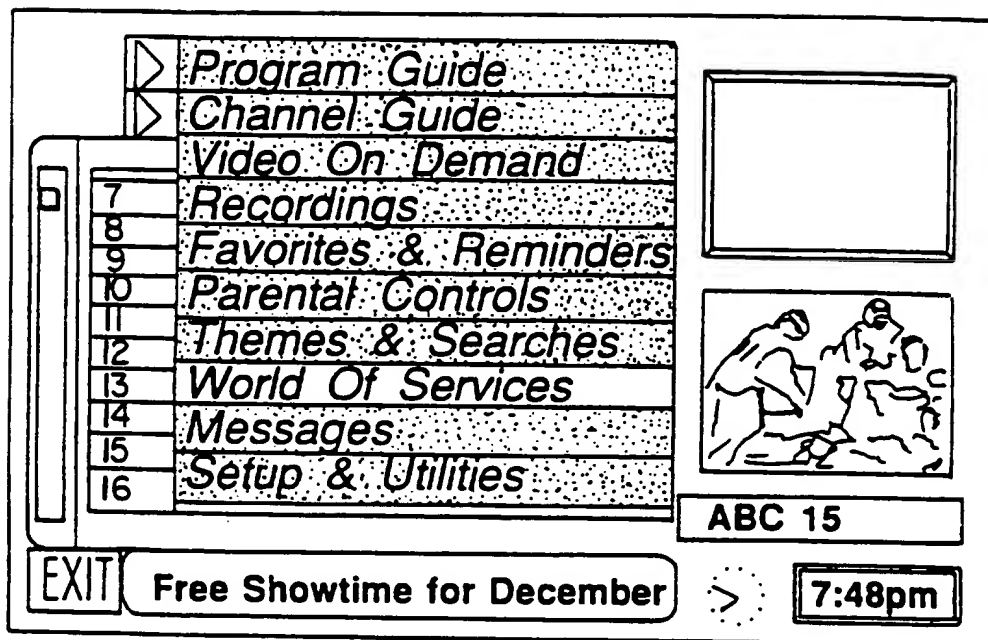 Program Guide
Channel Guide
Video On Demand
7 Recordings
8
9 Favorites & Reminders
10 Parental Controls
11
12 Themes & Searches
13 World Of Services
14 Messages
15
16 Setup & Utilities
ABC 15
EXIT Free Showtime for December
7:48pm